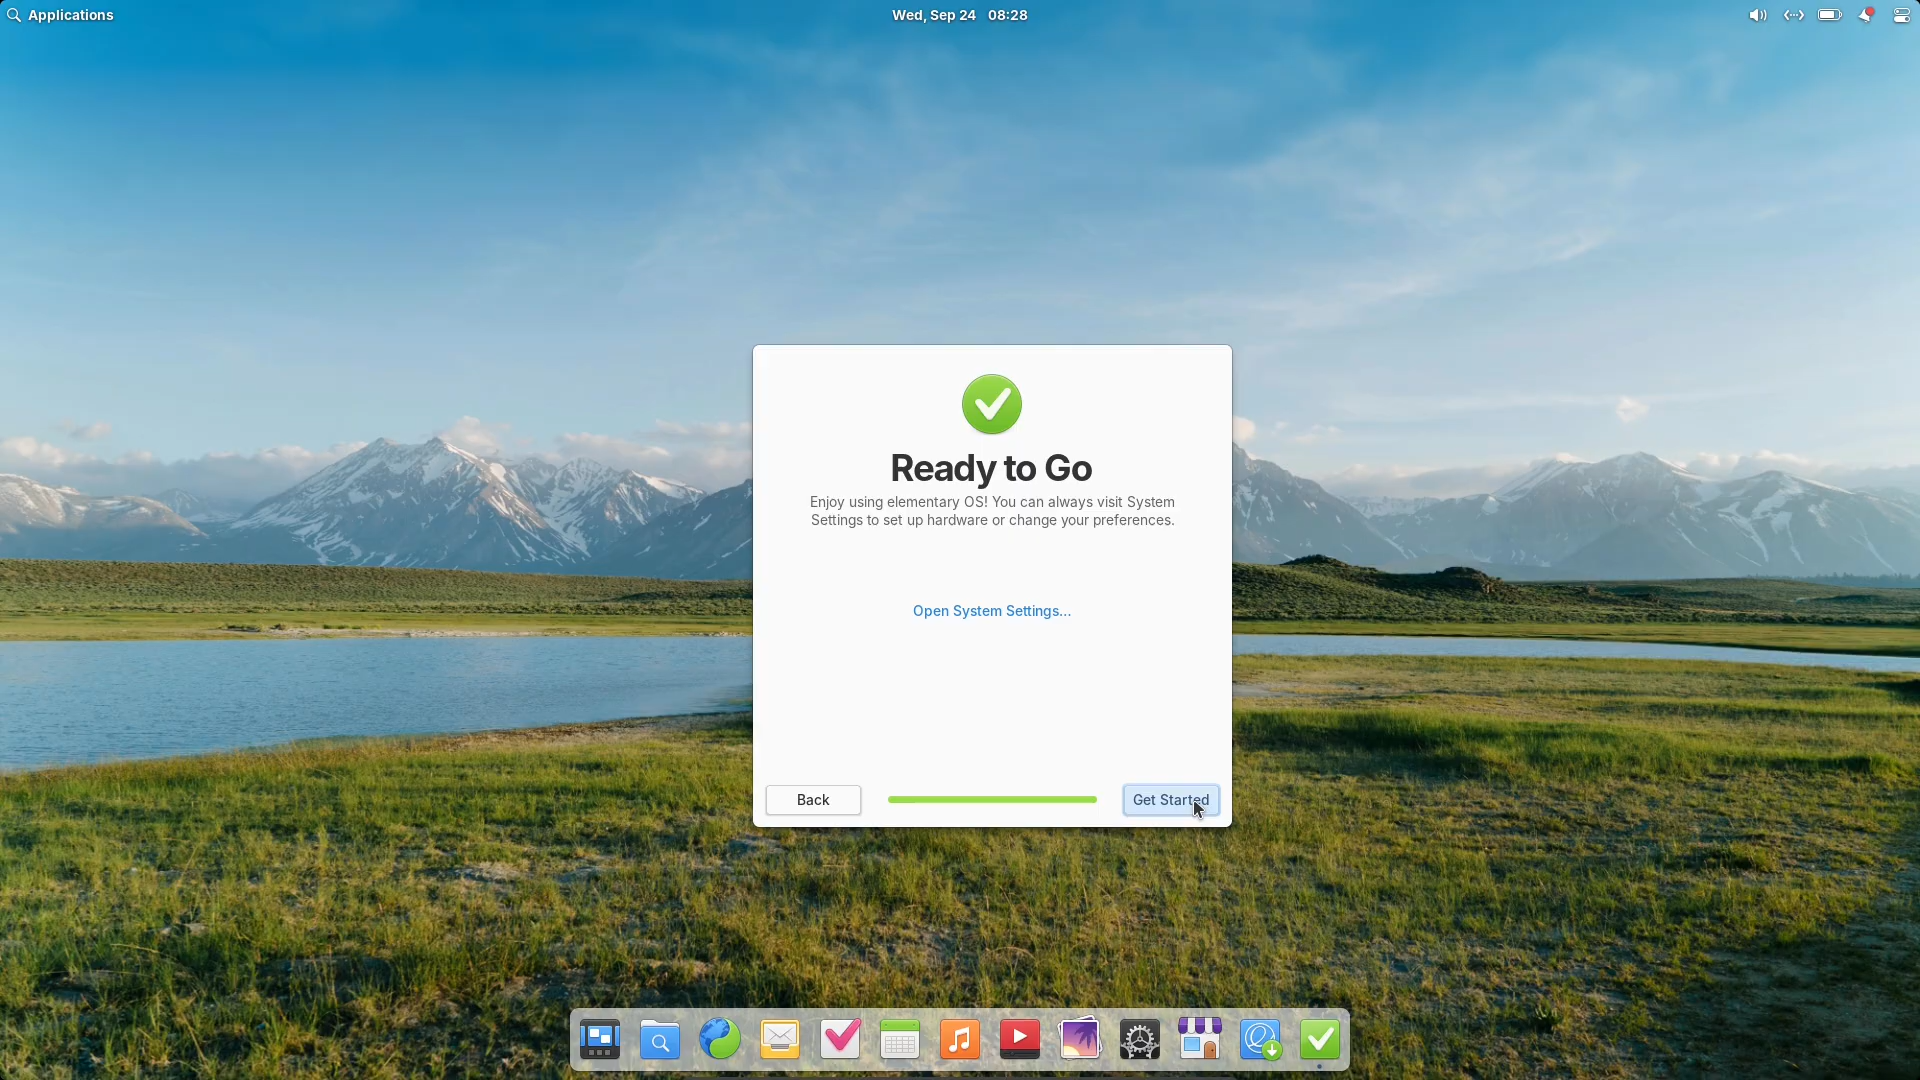 Applications
Wed, Sep 24 08:28
Ready to Go
Enjoy using elementary OS! You can always visit System
Settings to set up hardware or change your preferences.
Open System Settings...
Back
Get Started